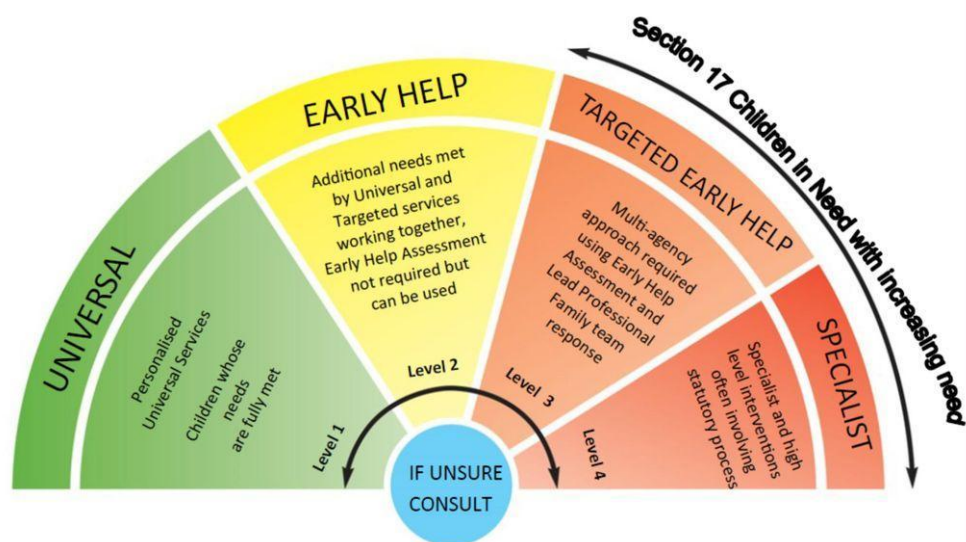 UNIVERSAL
Personalised
Universal Services
Children whose
needs
are fully met
Level 1
EARLY HELP
Additional needs met
by Universal and
Targeted services
working together,
Early Help Assessment
not required but
can be used
Level 2
TARGETED EARLY HELP
Multi-agency
approach required
using Early Help
Assessment and
Lead Professional
Family team
response
Level 3
SPECIALIST
Specialist and high
level interventions
often involving
statutory process
Level 4
Section 17 Children in Need with increasing need
IF UNSURE
CONSULT